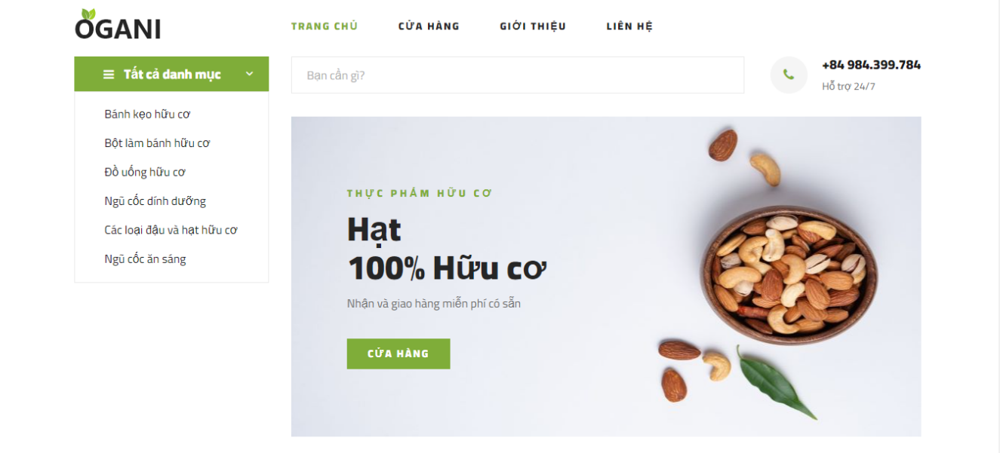 OGANI
TRANG CHỦ CỬA HÀNG GIỚI THIỆU LIÊN HỆ
Tất cả danh mục
Bạn cần gì?
+84 984.399.784
Hỗ trợ 24/7
Bánh kẹo hữu cơ
Bột làm bánh hữu cơ
Đồ uống hữu cơ
Ngũ cốc dính dưỡng
Các loại đậu và hạt hữu cơ
Ngũ cốc ăn sáng
THỰC PHẨM HỮU CƠ
Hạt
100% Hữu cơ
Nhận và giao hàng miễn phí có sẵn
CỬA HÀNG